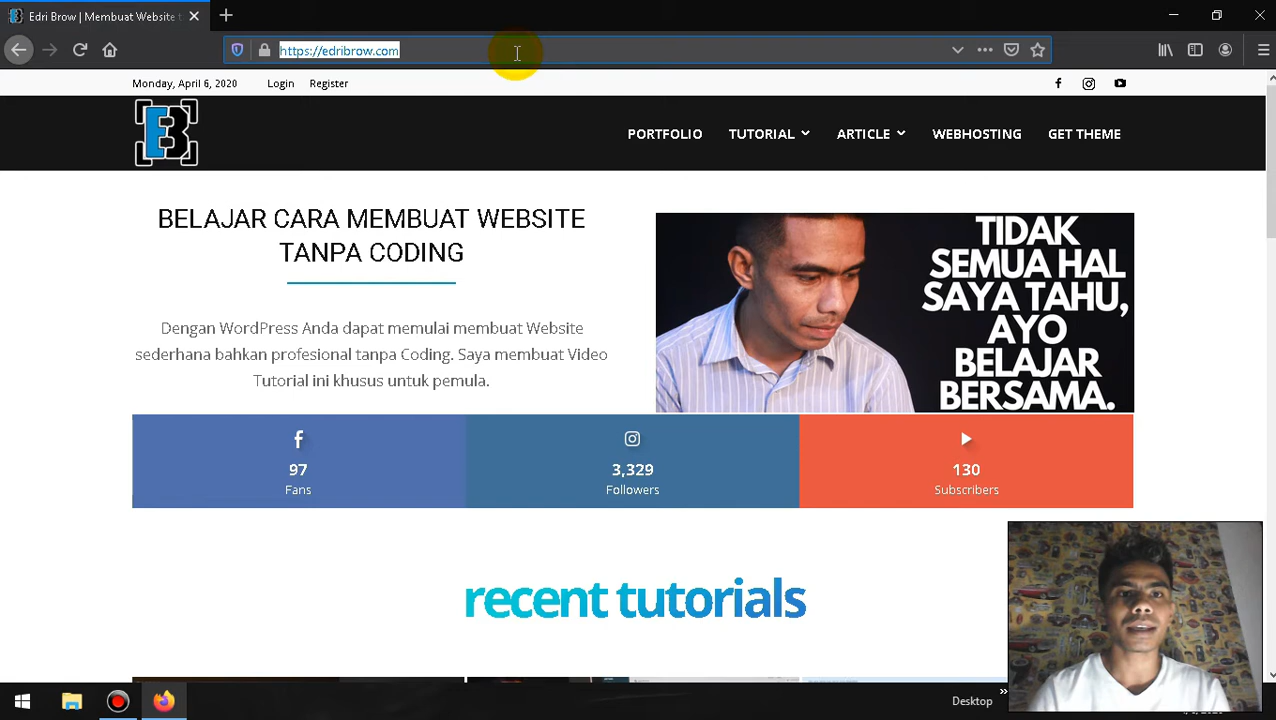 Edri Brow | Membuat Website t
https://edribrow.com
Monday, April 6, 2020 Login Register
EB
PORTFOLIO TUTORIAL ARTICLE WEBHOSTING GET THEME
BELAJAR CARA MEMBUAT WEBSITE
TANPA CODING
Dengan WordPress Anda dapat memulai membuat Website
sederhana bahkan profesional tanpa Coding. Saya membuat Video
Tutorial ini khusus untuk pemula.
TIDAK
SEMUA HAL
SAYA TAHU,
AYO
BELAJAR
BERSAMA.
97
Fans
3,329
Followers
130
Subscribers
recent tutorials
Desktop